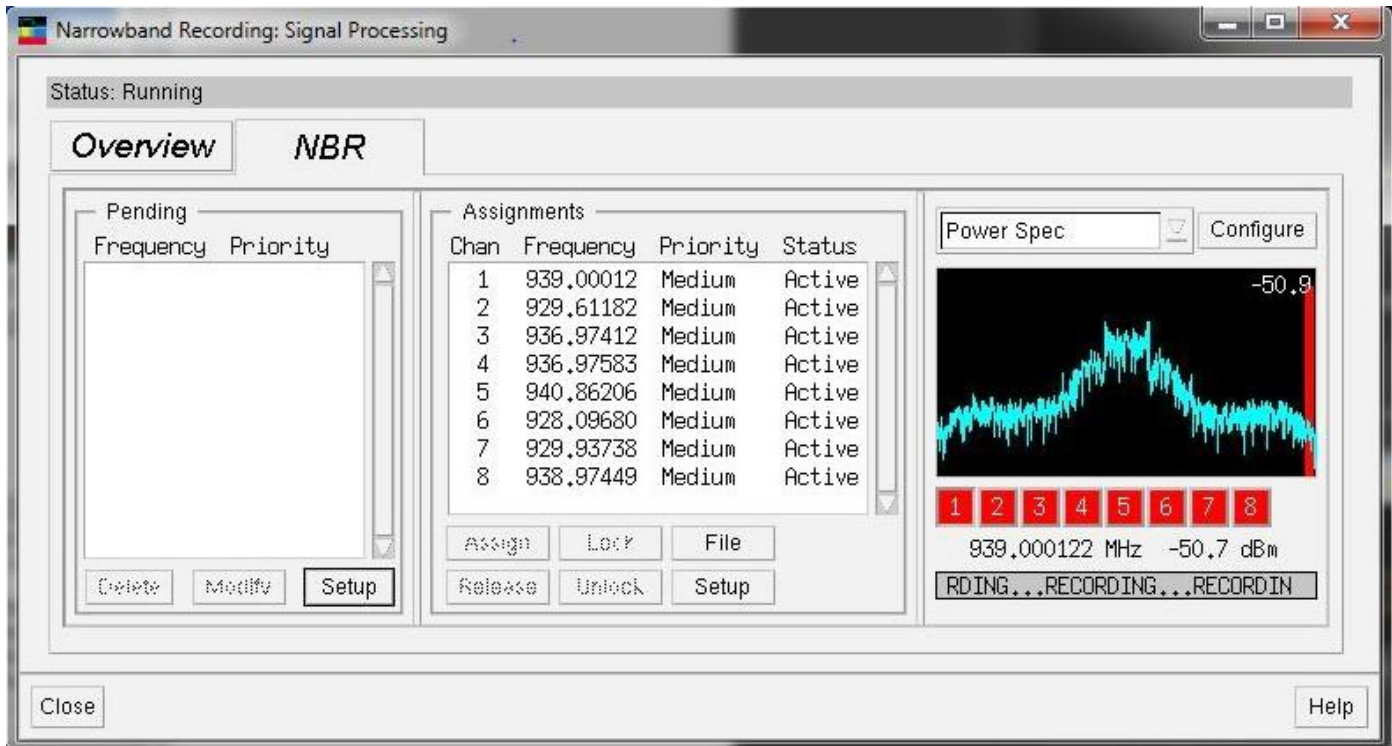 Narrowband Recording: Signal Processing
Status: Running
Overview NBR
Pending
Frequency Priority
Delete Modify Setup
Assignments
Chan Frequency Priority Status
1 939.00012 Medium Active
2 929.61182 Medium Active
3 936.97412 Medium Active
4 936.97583 Medium Active
5 940.86206 Medium Active
6 928.09680 Medium Active
7 929.93738 Medium Active
8 938.97449 Medium Active
Assign Lock File
Release Unlock Setup
Power Spec Configure
-50.9
1 2 3 4 5 6 7 8
939.000122 MHz -50.7 dBm
RDING...RECORDING...RECORDIN
Close Help